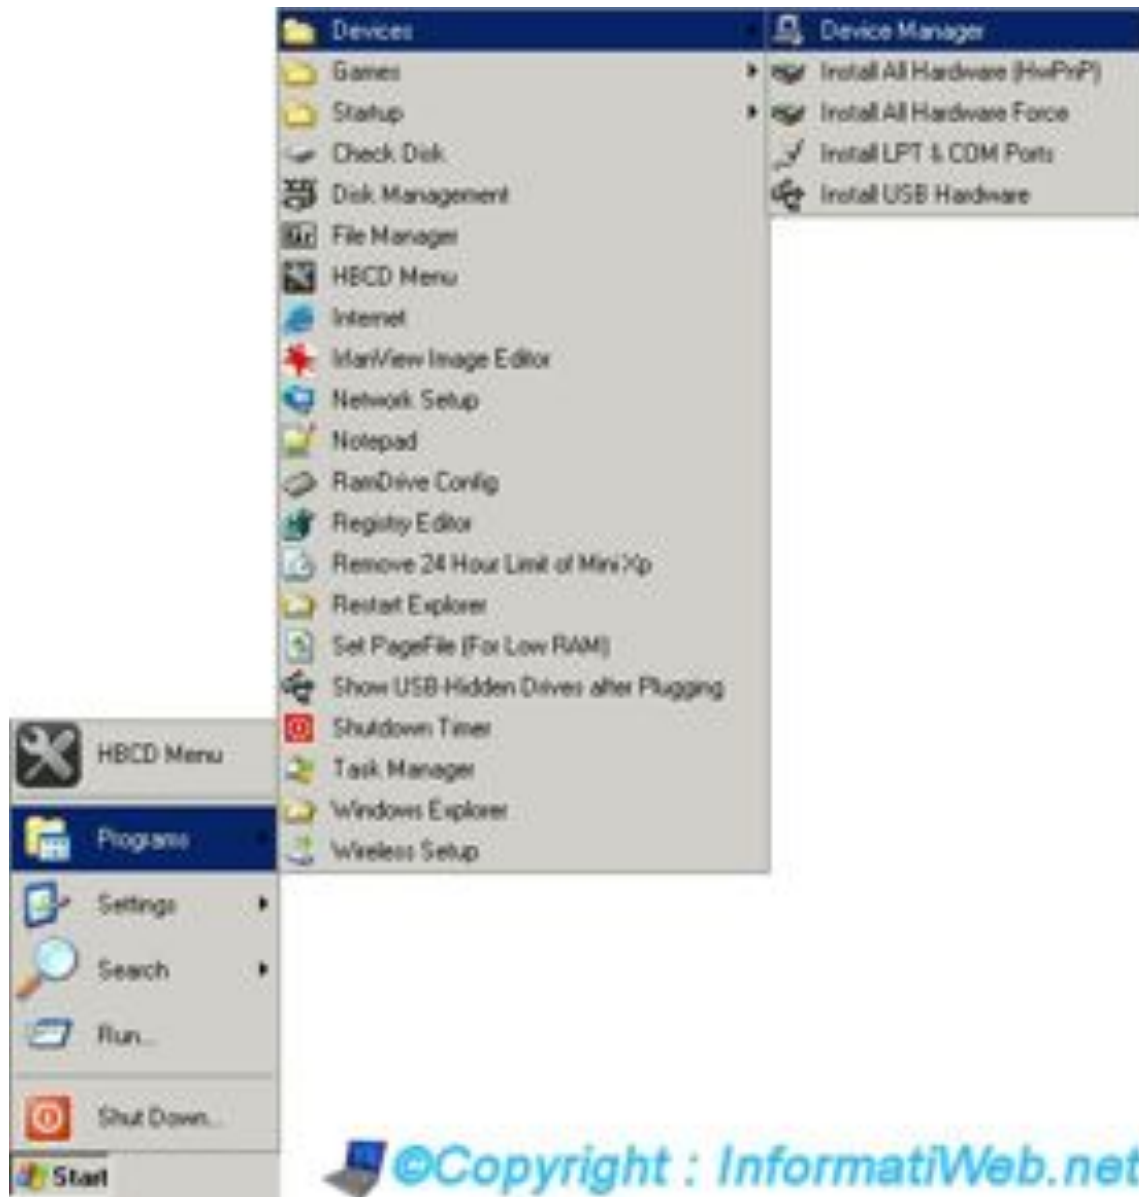 Devices
Games
Startup
Check Disk
Disk Management
File Manager
HBCD Menu
Internet
IrfanView Image Editor
Network Setup
Notepad
RamDrive Config
Registry Editor
Remove 24 Hour Limit of Mini Xp
Restart Explorer
Set PageFile (For Low RAM)
Show USB-Hidden Drives after Plugging
Shutdown Timer
Task Manager
Windows Explorer
Wireless Setup
Device Manager
Install All Hardware (HwPnP)
Install All Hardware Force
Install LPT & COM Ports
Install USB Hardware
HBCD Menu
Programs
Settings
Search
Run...
Shut Down...
Start
©Copyright : InformatiWeb.net